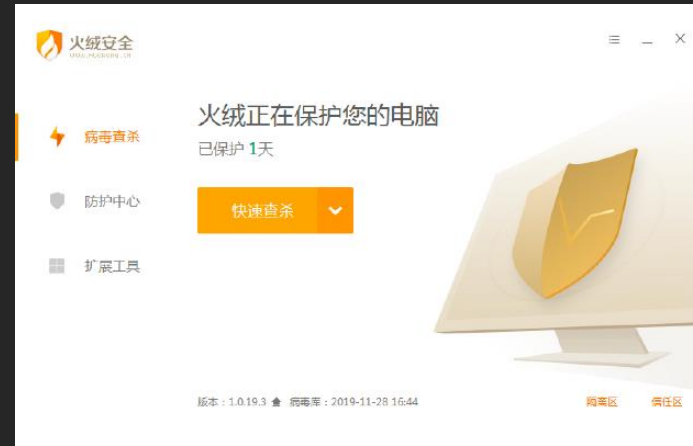 火绒安全
病毒查杀
防护中心
扩展工具
火绒正在保护您的电脑
已保护 1天
快速查杀
版本：1.0.19.3 病毒库：2019-11-28 16:44
隔离区 信任区